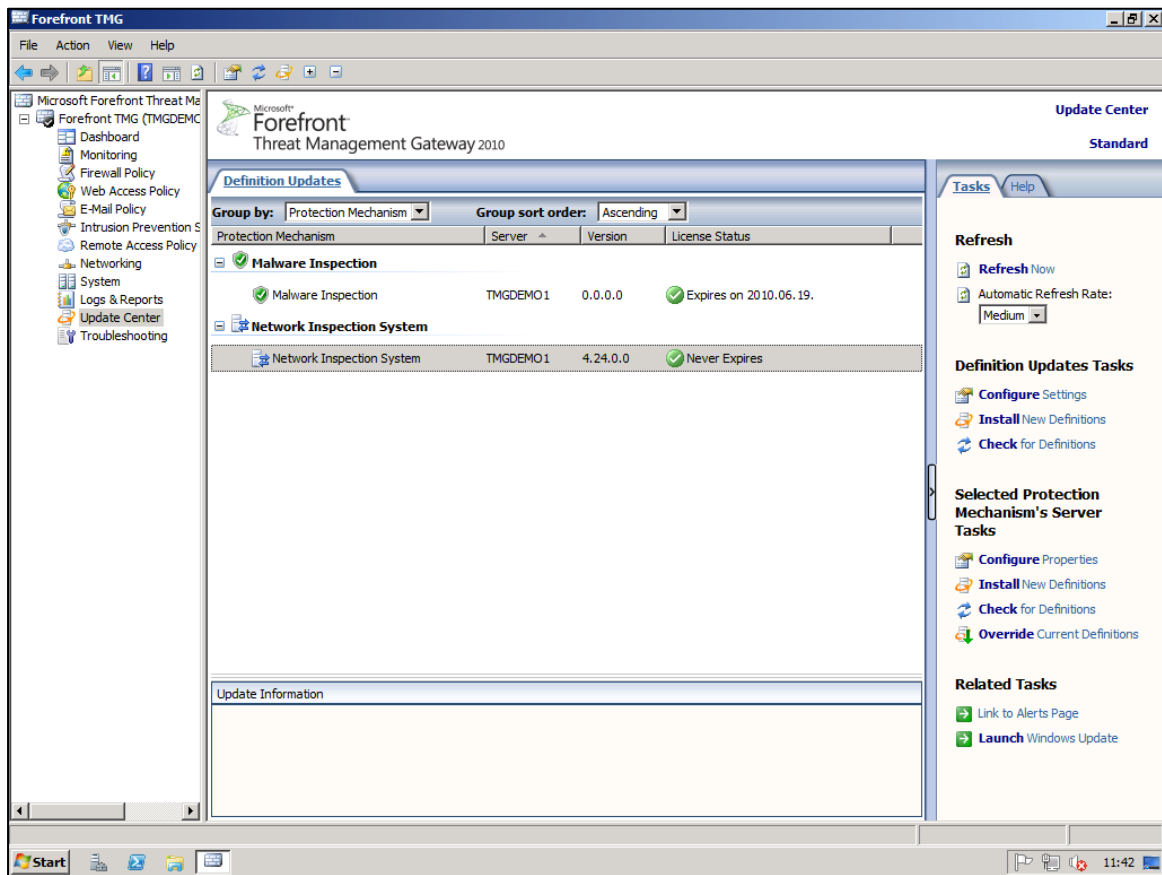 Forefront TMG
File Action View Help
Microsoft Forefront Threat Ma
Forefront TMG (TMGDEMO
Dashboard
Monitoring
Firewall Policy
Web Access Policy
E-Mail Policy
Intrusion Prevention S
Remote Access Policy
Networking
System
Logs & Reports
Update Center
Troubleshooting
Microsoft®
Forefront
Threat Management Gateway 2010
Update Center
Standard
Definition Updates
Group by: Protection Mechanism Group sort order: Ascending
Protection Mechanism Server Version License Status
Malware Inspection
Malware Inspection TMGDEMO1 0.0.0.0 Expires on 2010.06.19.
Network Inspection System
Network Inspection System TMGDEMO1 4.24.0.0 Never Expires
Update Information
Tasks Help
Refresh
Refresh Now
Automatic Refresh Rate:
Medium
Definition Updates Tasks
Configure Settings
Install New Definitions
Check for Definitions
Selected Protection
Mechanism's Server
Tasks
Configure Properties
Install New Definitions
Check for Definitions
Override Current Definitions
Related Tasks
Link to Alerts Page
Launch Windows Update
Start
11:42